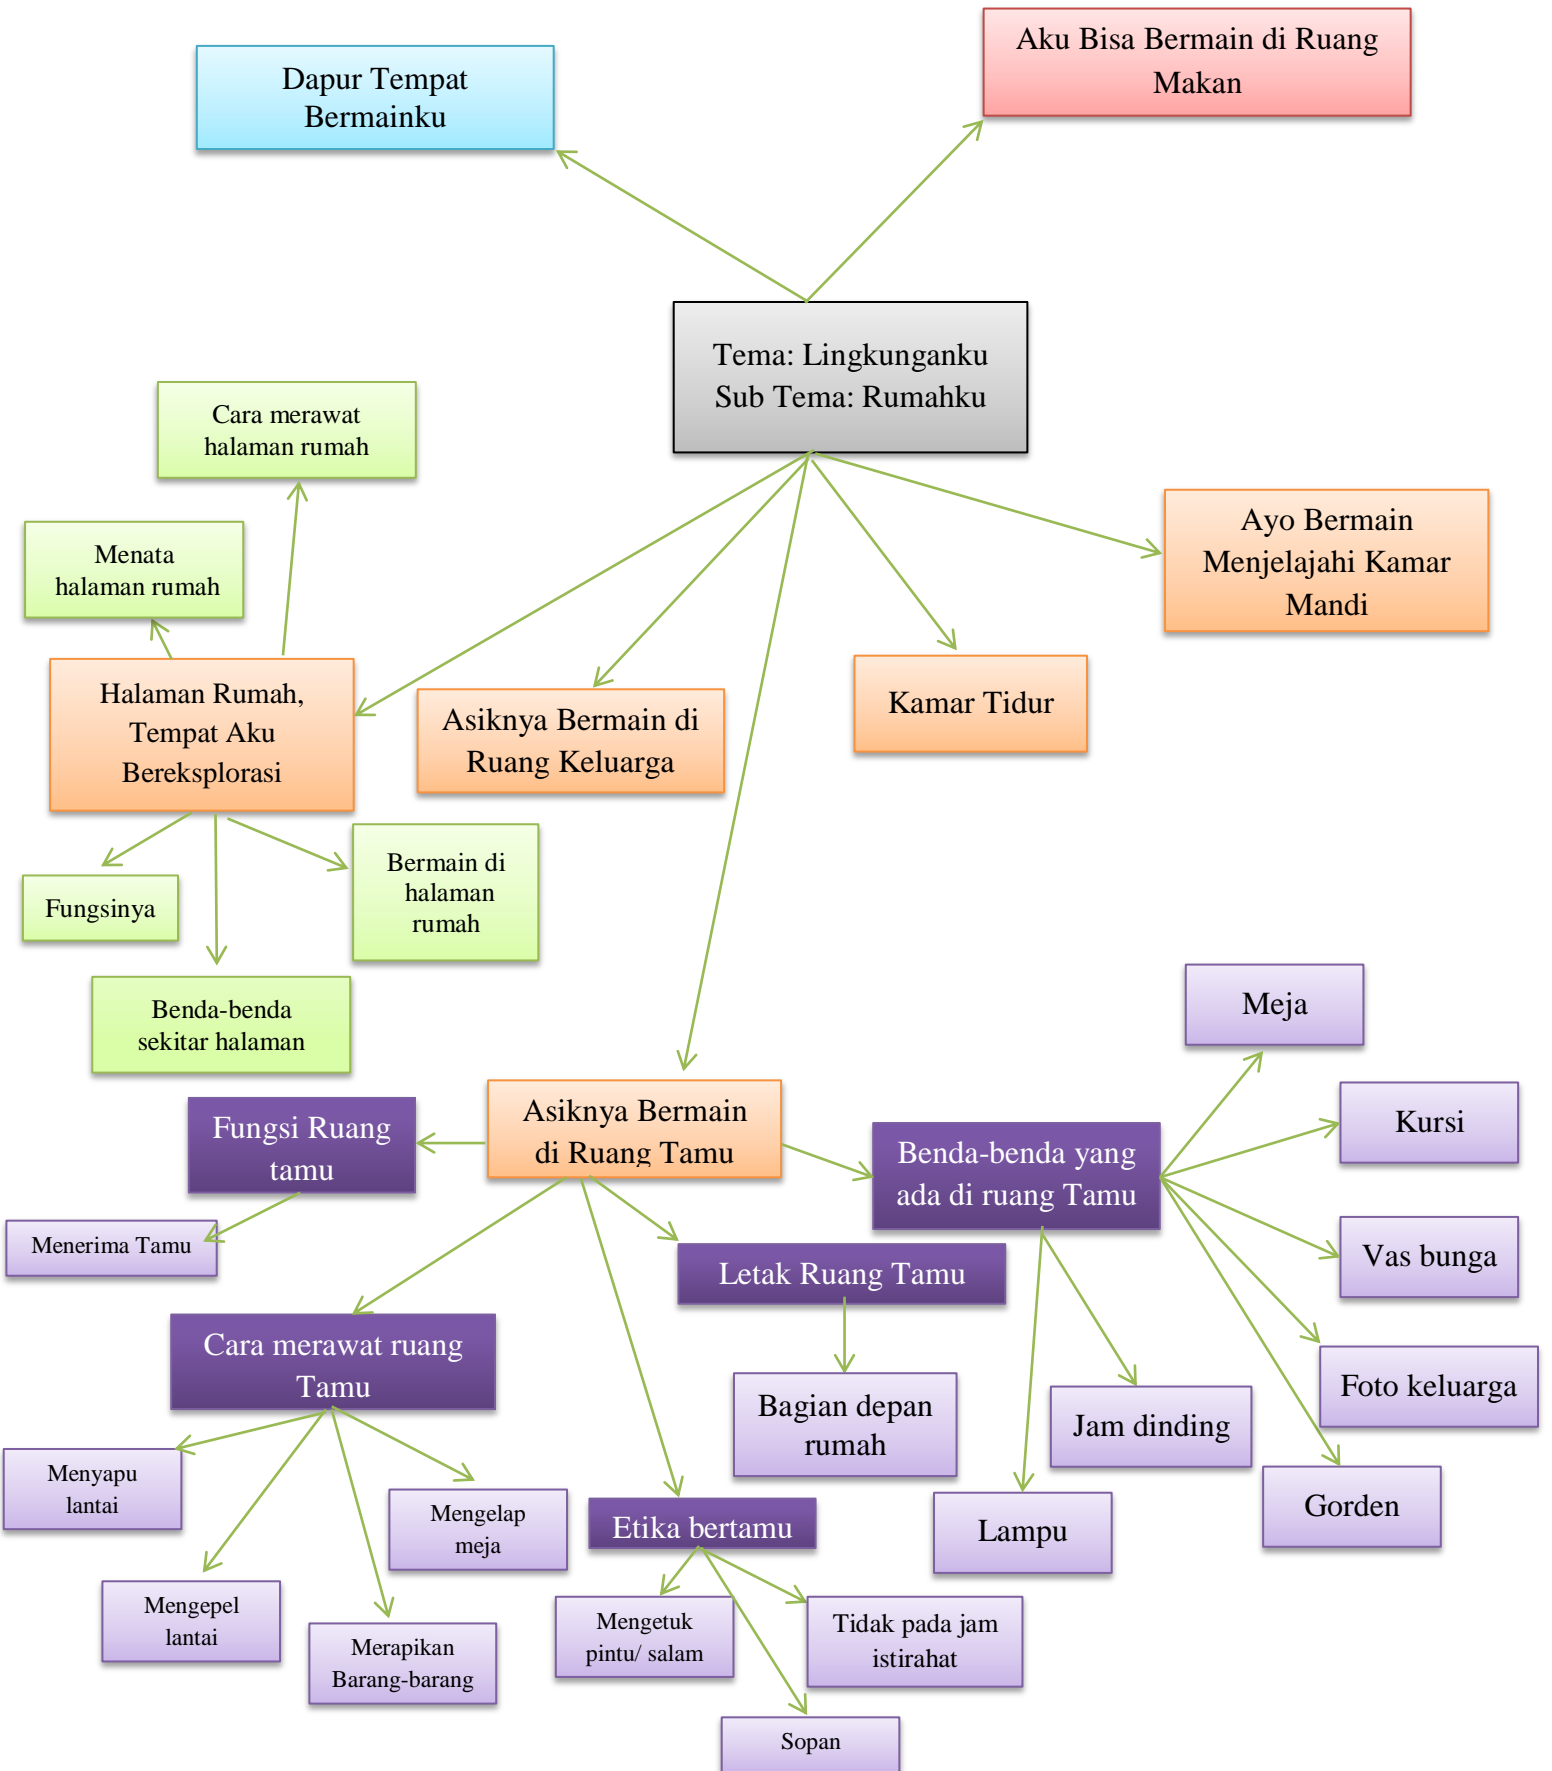 Aku Bisa Bermain di Ruang
Makan
Dapur Tempat
Bermainku
Tema: Lingkunganku
Sub Tema: Rumahku
Cara merawat
halaman rumah
Menata
halaman rumah
Ayo Bermain
Menjelajahi Kamar
Mandi
Halaman Rumah,
Tempat Aku
Bereksplorasi
Asiknya Bermain di
Ruang Keluarga
Kamar Tidur
Fungsinya
Bermain di
halaman
rumah
Benda-benda
sekitar halaman
Asiknya Bermain
di Ruang Tamu
Fungsi Ruang
tamu
Menerima Tamu
Benda-benda yang
ada di ruang Tamu
Meja
Kursi
Vas bunga
Foto keluarga
Gorden
Jam dinding
Lampu
Letak Ruang Tamu
Bagian depan
rumah
Cara merawat ruang
Tamu
Menyapu
lantai
Mengepel
lantai
Merapikan
Barang-barang
Mengelap
meja
Etika bertamu
Mengetuk
pintu/ salam
Tidak pada jam
istirahat
Sopan